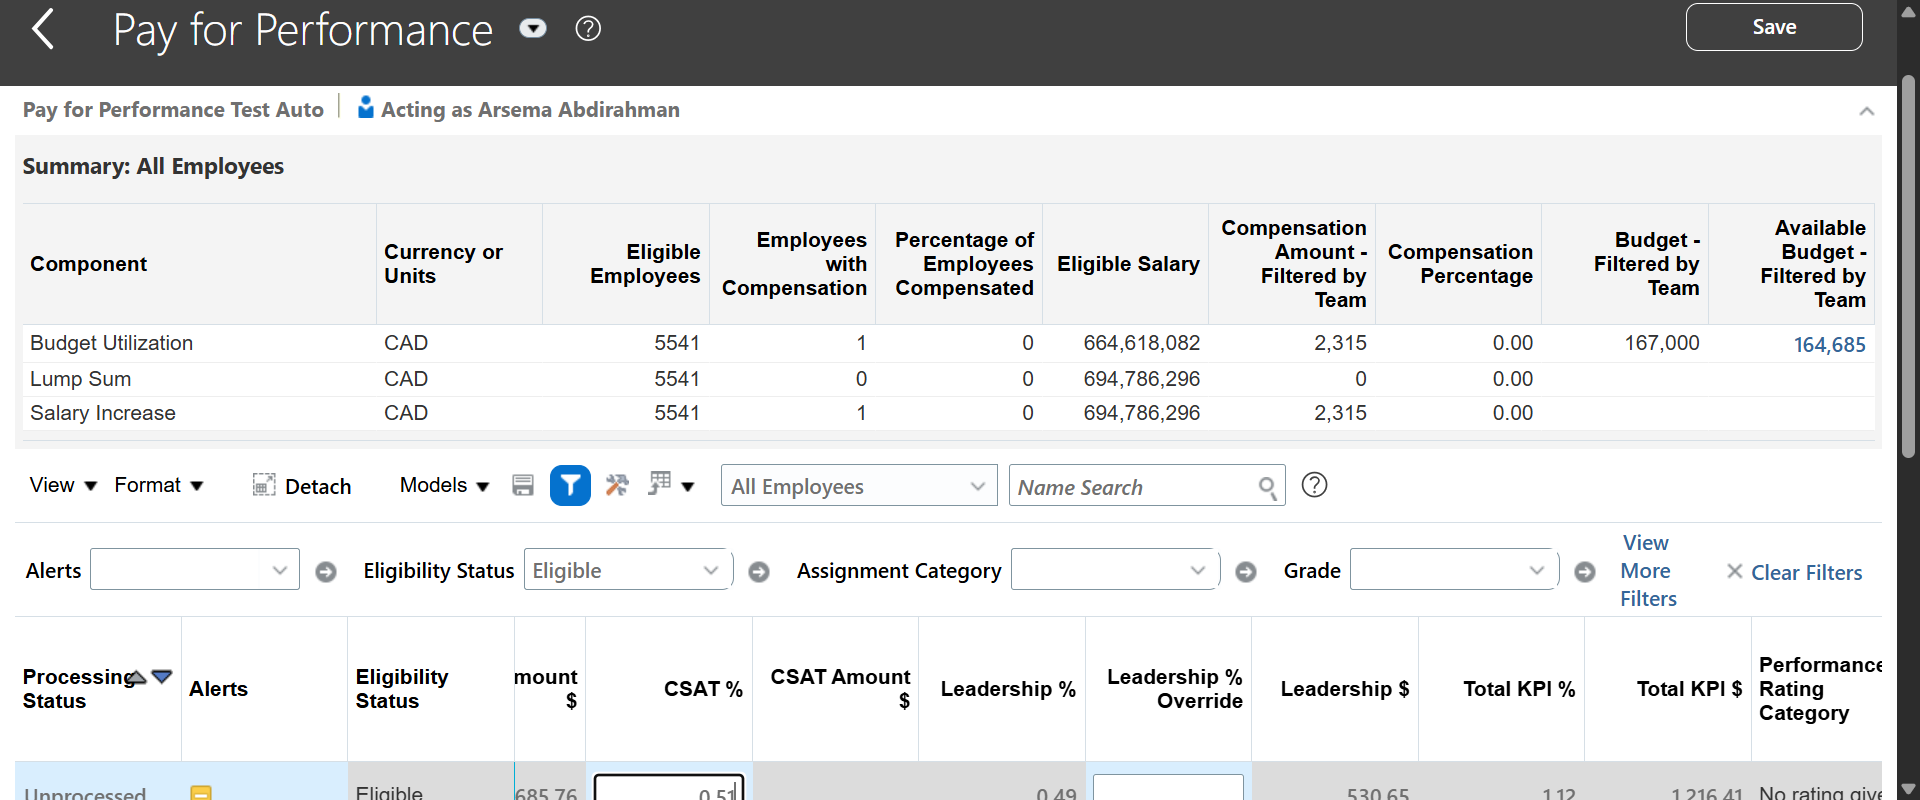 Pay for Performance
Save
Pay for Performance Test Auto
Acting as Arsema Abdirahman
Summary: All Employees
Component
Currency or Units
Eligible Employees
Employees with Compensation
Percentage of Employees Compensated
Eligible Salary
Compensation Amount - Filtered by Team
Compensation Percentage
Budget - Filtered by Team
Available Budget - Filtered by Team
Budget Utilization CAD 5541 1 0 664,618,082 2,315 0.00 167,000 164,685
Lump Sum CAD 5541 0 0 694,786,296 0 0.00
Salary Increase CAD 5541 1 0 694,786,296 2,315 0.00
View Format Detach Models All Employees Name Search
Alerts Eligibility Status Eligible Assignment Category Grade View More Filters Clear Filters
Processing Status
Alerts
Eligibility Status
mount $
CSAT %
CSAT Amount $
Leadership %
Leadership % Override
Leadership $
Total KPI %
Total KPI $
Performance Rating Category
Unprocessed Eligible 685.76 0.51 0.49 530.65 1.12 1,216.41 No rating give